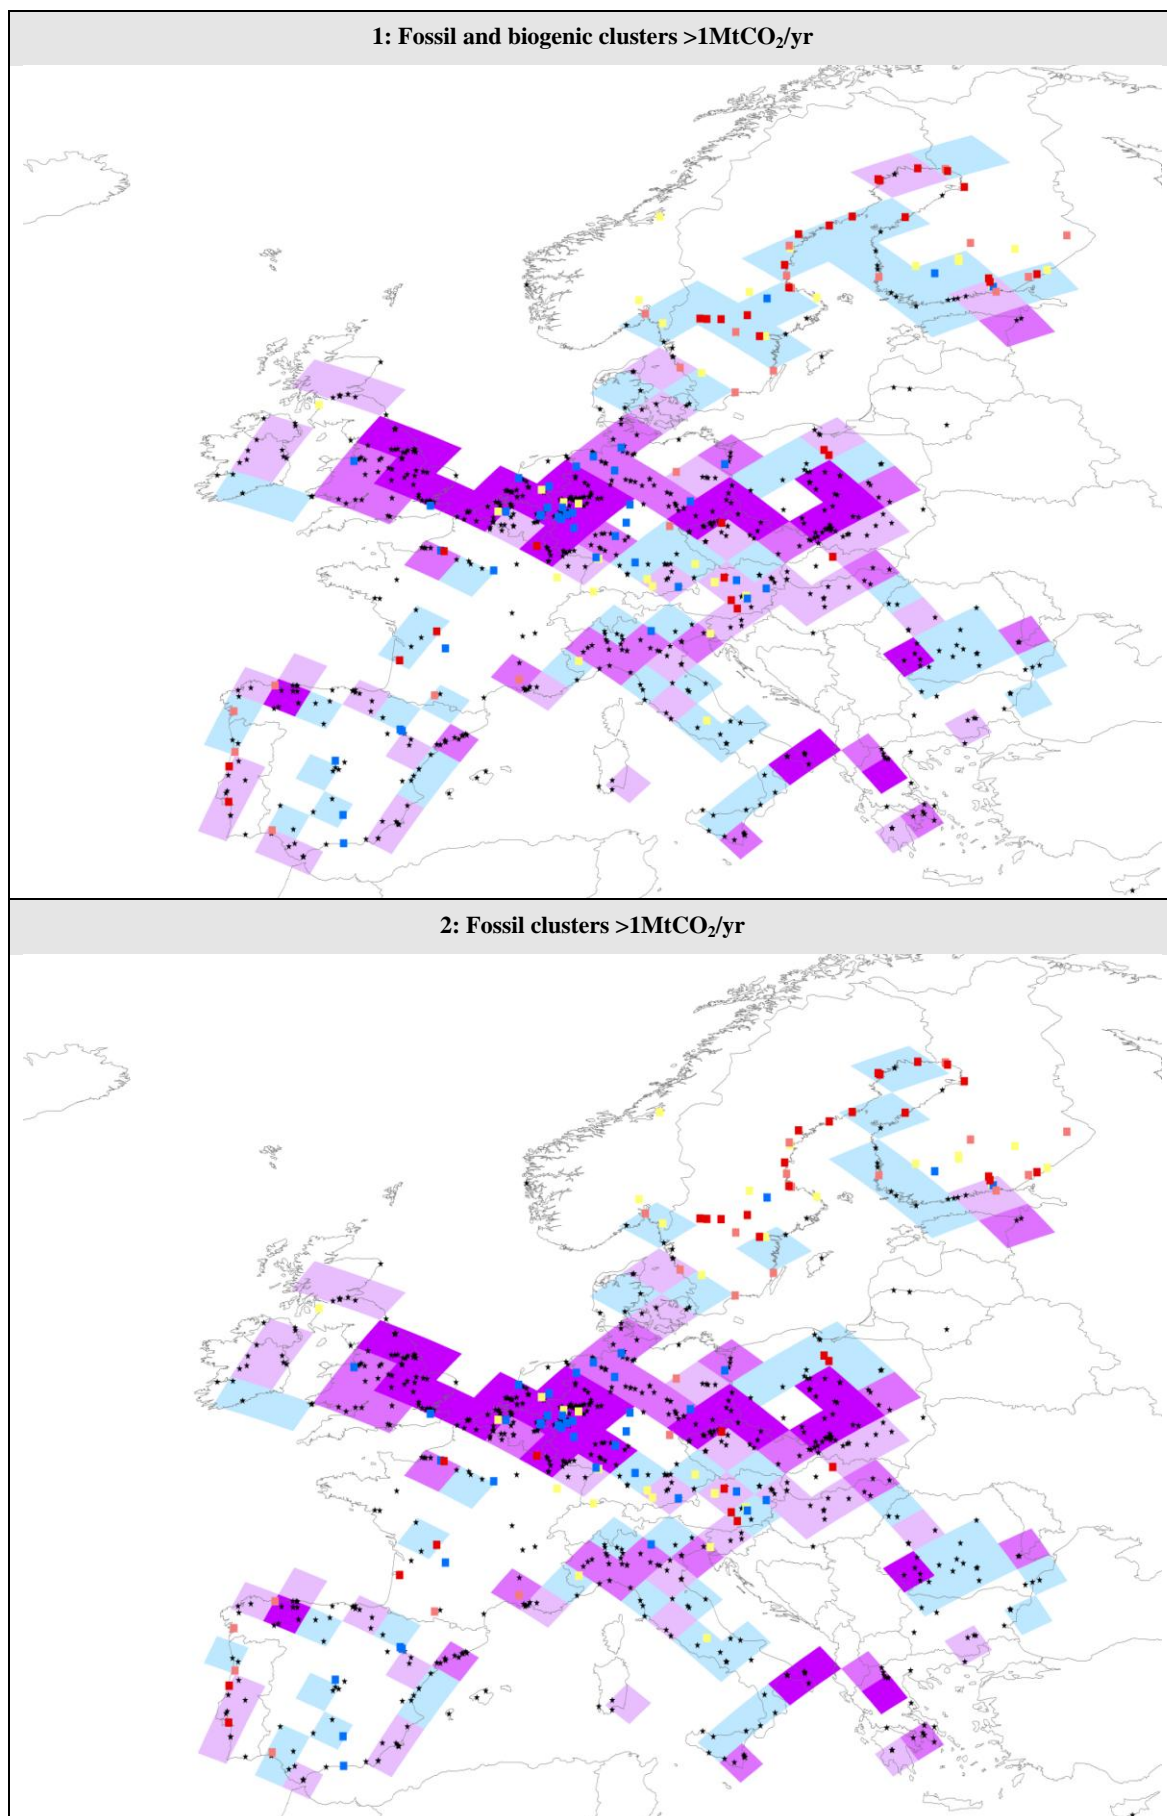 1: Fossil and biogenic clusters >1MtCO₂/yr
2: Fossil clusters >1MtCO₂/yr